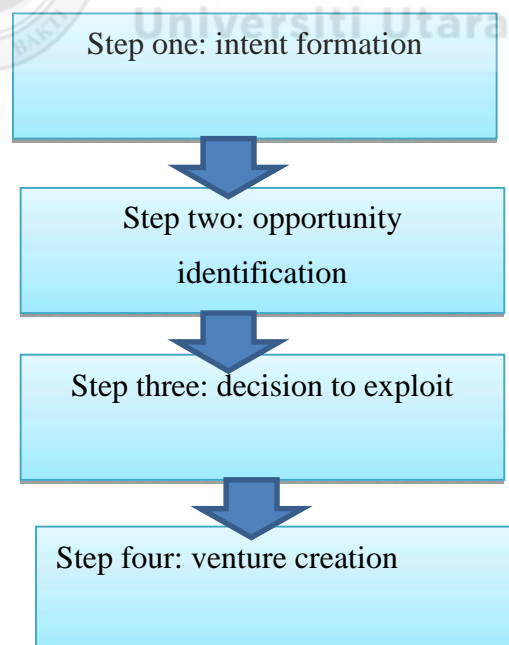 BAKTI
Universiti Utara
Step one: intent formation
Step two: opportunity
identification
Step three: decision to exploit
Step four: venture creation